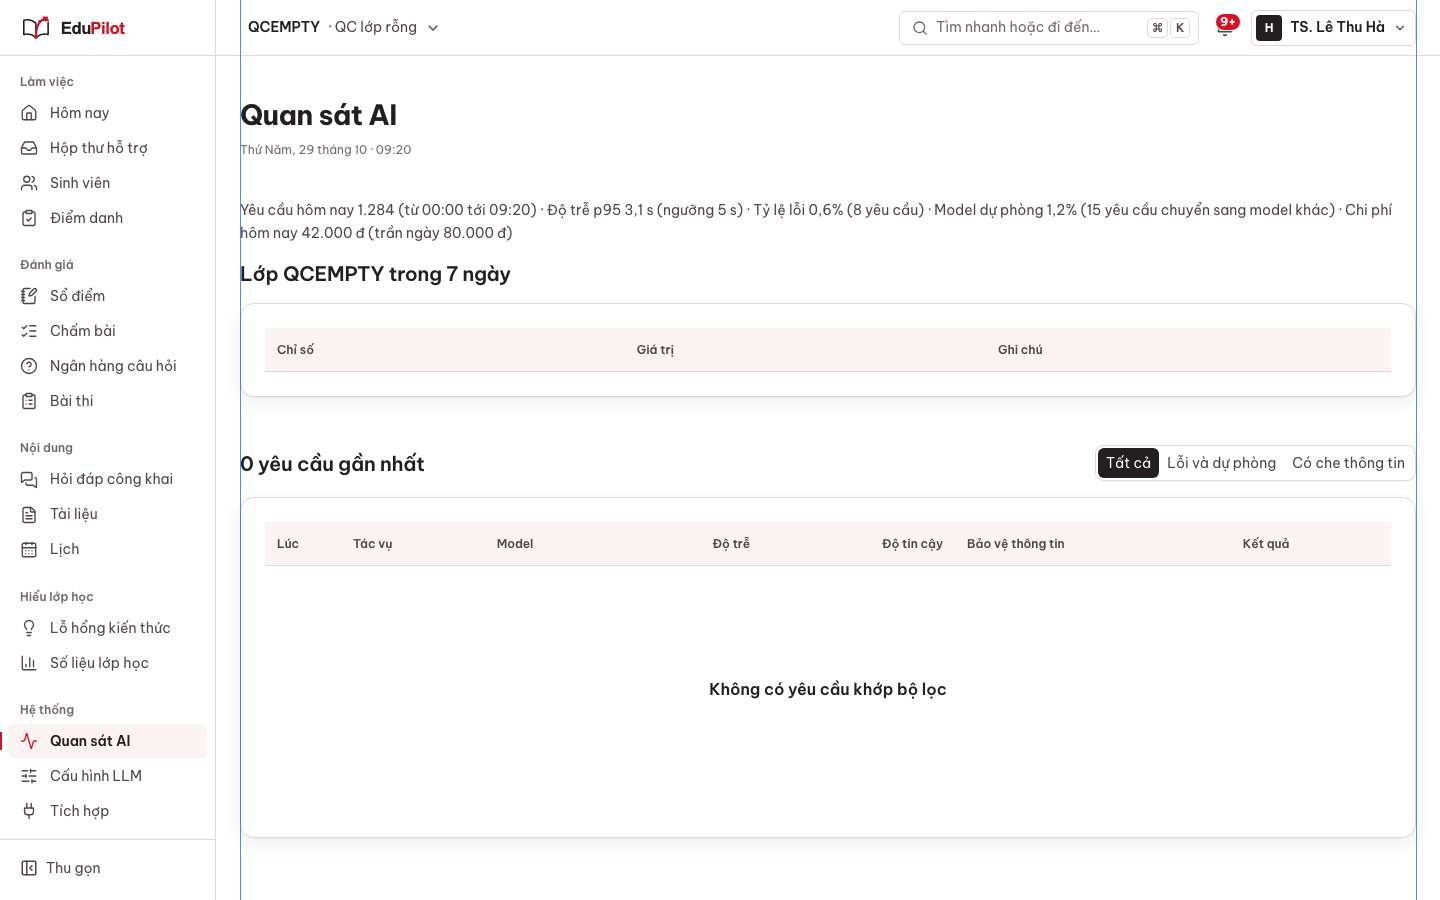 EduPilot
QCEMPTY · QC lớp rỗng
Tìm nhanh hoặc đi đến...
⌘ K
9+
H
TS. Lê Thu Hà
Làm việc
Hôm nay
Hộp thư hỗ trợ
Sinh viên
Điểm danh
Đánh giá
Sổ điểm
Chấm bài
Ngân hàng câu hỏi
Bài thi
Nội dung
Hỏi đáp công khai
Tài liệu
Lịch
Hiểu lớp học
Lỗ hổng kiến thức
Số liệu lớp học
Hệ thống
Quan sát AI
Cấu hình LLM
Tích hợp
Thu gọn
Quan sát AI
Thứ Năm, 29 tháng 10 · 09:20
Yêu cầu hôm nay 1.284 (từ 00:00 tới 09:20) · Độ trễ p95 3,1 s (ngưỡng 5 s) · Tỷ lệ lỗi 0,6% (8 yêu cầu) · Model dự phòng 1,2% (15 yêu cầu chuyển sang model khác) · Chi phí
hôm nay 42.000 đ (trần ngày 80.000 đ)
Lớp QCEMPTY trong 7 ngày
Chỉ số Giá trị Ghi chú
0 yêu cầu gần nhất
Tất cả Lỗi và dự phòng Có che thông tin
Lúc Tác vụ Model Độ trễ Độ tin cậy Bảo vệ thông tin Kết quả
Không có yêu cầu khớp bộ lọc